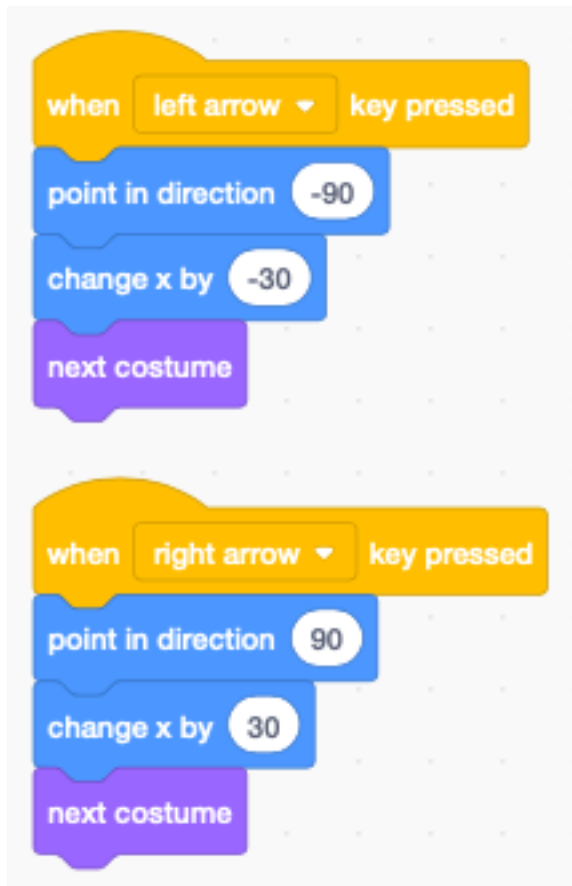 when left arrow key pressed
point in direction -90
change x by -30
next costume
when right arrow key pressed
point in direction 90
change x by 30
next costume